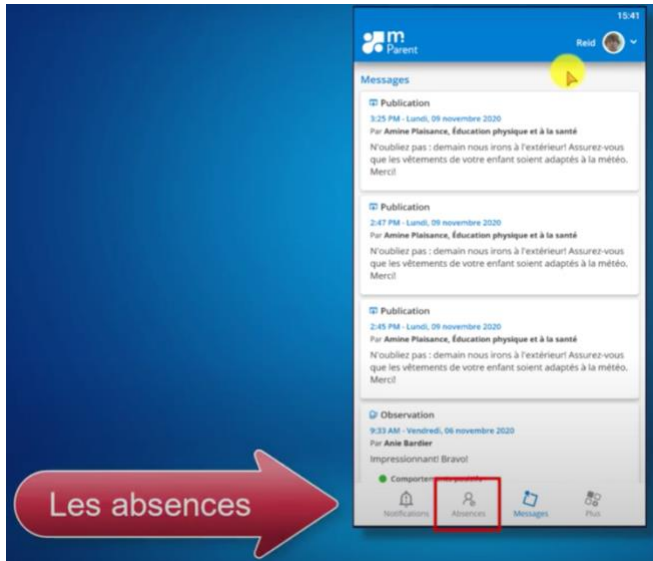 15:41
m
Parent
Reid
Messages
Publication
3:25 PM - Lundi, 09 novembre 2020
Par Amine Plaisance, Éducation physique et à la santé
N'oubliez pas : demain nous irons à l'extérieur! Assurez-vous
que les vêtements de votre enfant soient adaptés à la météo.
Merci!
Publication
2:47 PM - Lundi, 09 novembre 2020
Par Amine Plaisance, Éducation physique et à la santé
N'oubliez pas : demain nous irons à l'extérieur! Assurez-vous
que les vêtements de votre enfant soient adaptés à la météo.
Merci!
Publication
2:45 PM - Lundi, 09 novembre 2020
Par Amine Plaisance, Éducation physique et à la santé
N'oubliez pas : demain nous irons à l'extérieur! Assurez-vous
que les vêtements de votre enfant soient adaptés à la météo.
Merci!
Observation
9:33 AM - Vendredi, 06 novembre 2020
Par Anie Bardier
Impressionnant! Bravo!
Les absences
Notifications
Absences
Messages
Plus